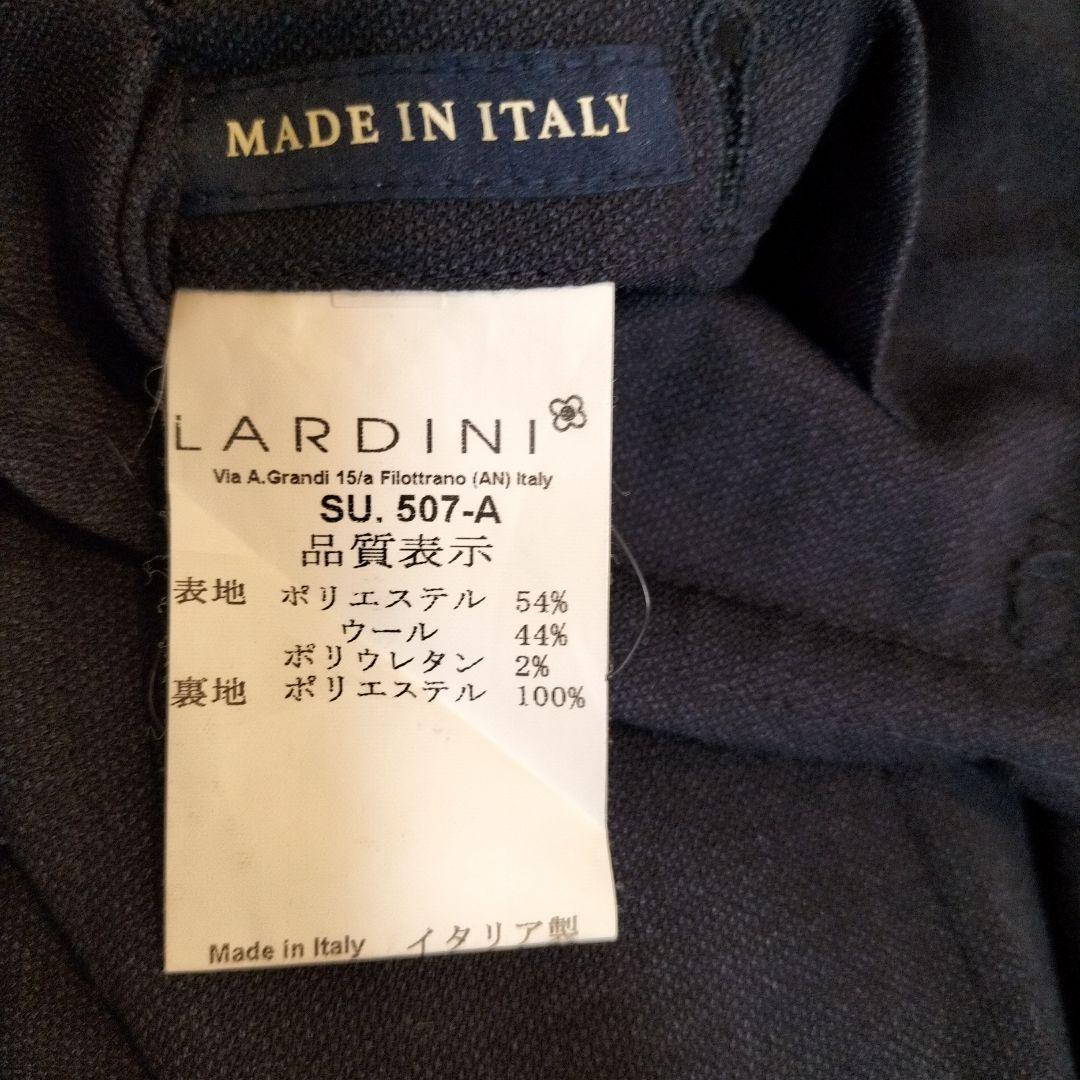 MADE IN ITALY
LARDINI
Via A.Grandi 15/a Filottrano (AN) Italy
SU. 507-A
品質表示
表地 ポリエステル 54%
ウール 44%
ポリウレタン 2%
裏地 ポリエステル 100%
Made in Italy イタリア製